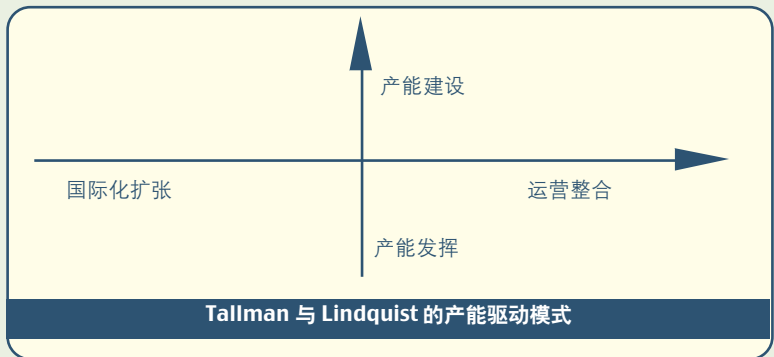 产能建设
国际化扩张
运营整合
产能发挥
Tallman 与 Lindquist 的产能驱动模式